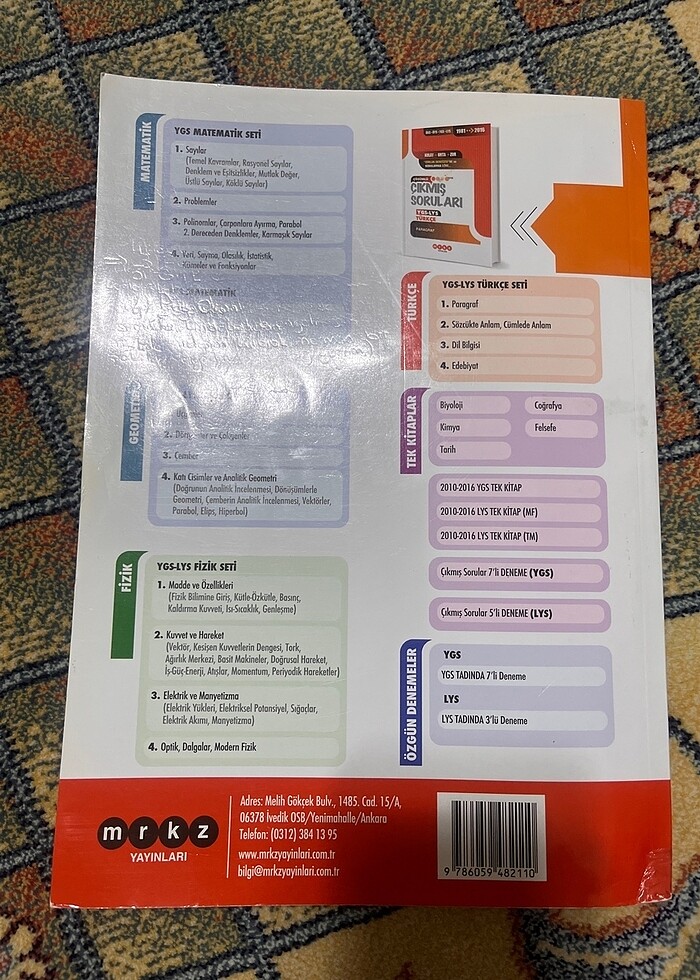 MATEMATİK
YGS MATEMATİK SETİ
1. Sayılar
(Temel Kavramlar, Rasyonel Sayılar,
Denklem ve Eşitsizlikler, Mutlak Değer,
Üstlü Sayılar, Köklü Sayılar)
2. Problemler
3. Polinomlar, Çarpanlara Ayırma, Parabol
2. Dereceden Denklemler, Karmaşık Sayılar
4. Veri, Sayma, Olasılık, İstatistik,
Kümeler ve Fonksiyonlar
MATEMATİK
GEOMETRİ
2. Dörtgenler ve Çokgenler
3. Çember
4. Katı Cisimler ve Analitik Geometri
(Doğrunun Analitik İncelenmesi, Dönüşümlerle
Geometri, Çemberin Analitik İncelenmesi, Vektörler,
Parabol, Elips, Hiperbol)
FİZİK
YGS-LYS FİZİK SETİ
1. Madde ve Özellikleri
(Fizik Bilimine Giriş, Kütle-Özkütle, Basınç,
Kaldırma Kuvveti, Isı-Sıcaklık, Genleşme)
2. Kuvvet ve Hareket
(Vektör, Kesişen Kuvvetlerin Dengesi, Tork,
Ağırlık Merkezi, Basit Makineler, Doğrusal Hareket,
İş-Güç-Enerji, Atışlar, Momentum, Periyodik Hareketler)
3. Elektrik ve Manyetizma
(Elektrik Yükleri, Elektriksel Potansiyel, Sığaçlar,
Elektrik Akımı, Manyetizma)
4. Optik, Dalgalar, Modern Fizik
ÇIKMIŞ
SORULARI
YGS-LYS
TÜRKÇE
PARAGRAF
mrkz
TÜRKÇE
YGS-LYS TÜRKÇE SETİ
1. Paragraf
2. Sözcükte Anlam, Cümlede Anlam
3. Dil Bilgisi
4. Edebiyat
TEK KİTAPLAR
Biyoloji
Coğrafya
Kimya
Felsefe
Tarih
2010-2016 YGS TEK KİTAP
2010-2016 LYS TEK KİTAP (MF)
2010-2016 LYS TEK KİTAP (TM)
Çıkmış Sorular 7'li DENEME (YGS)
Çıkmış Sorular 5'li DENEME (LYS)
ÖZGÜN DENEMELER
YGS
YGS TADINDA 7'li Deneme
LYS
LYS TADINDA 3'lü Deneme
mrkz
YAYINLARI
Adres: Melih Gökçek Bulv., 1485. Cad. 15/A,
06378 İvedik OSB/Yenimahalle/Ankara
Telefon: (0312) 384 13 95
www.mrkzyayinlari.com.tr
bilgi@mrkzyayinlari.com.tr
9 786059 482110